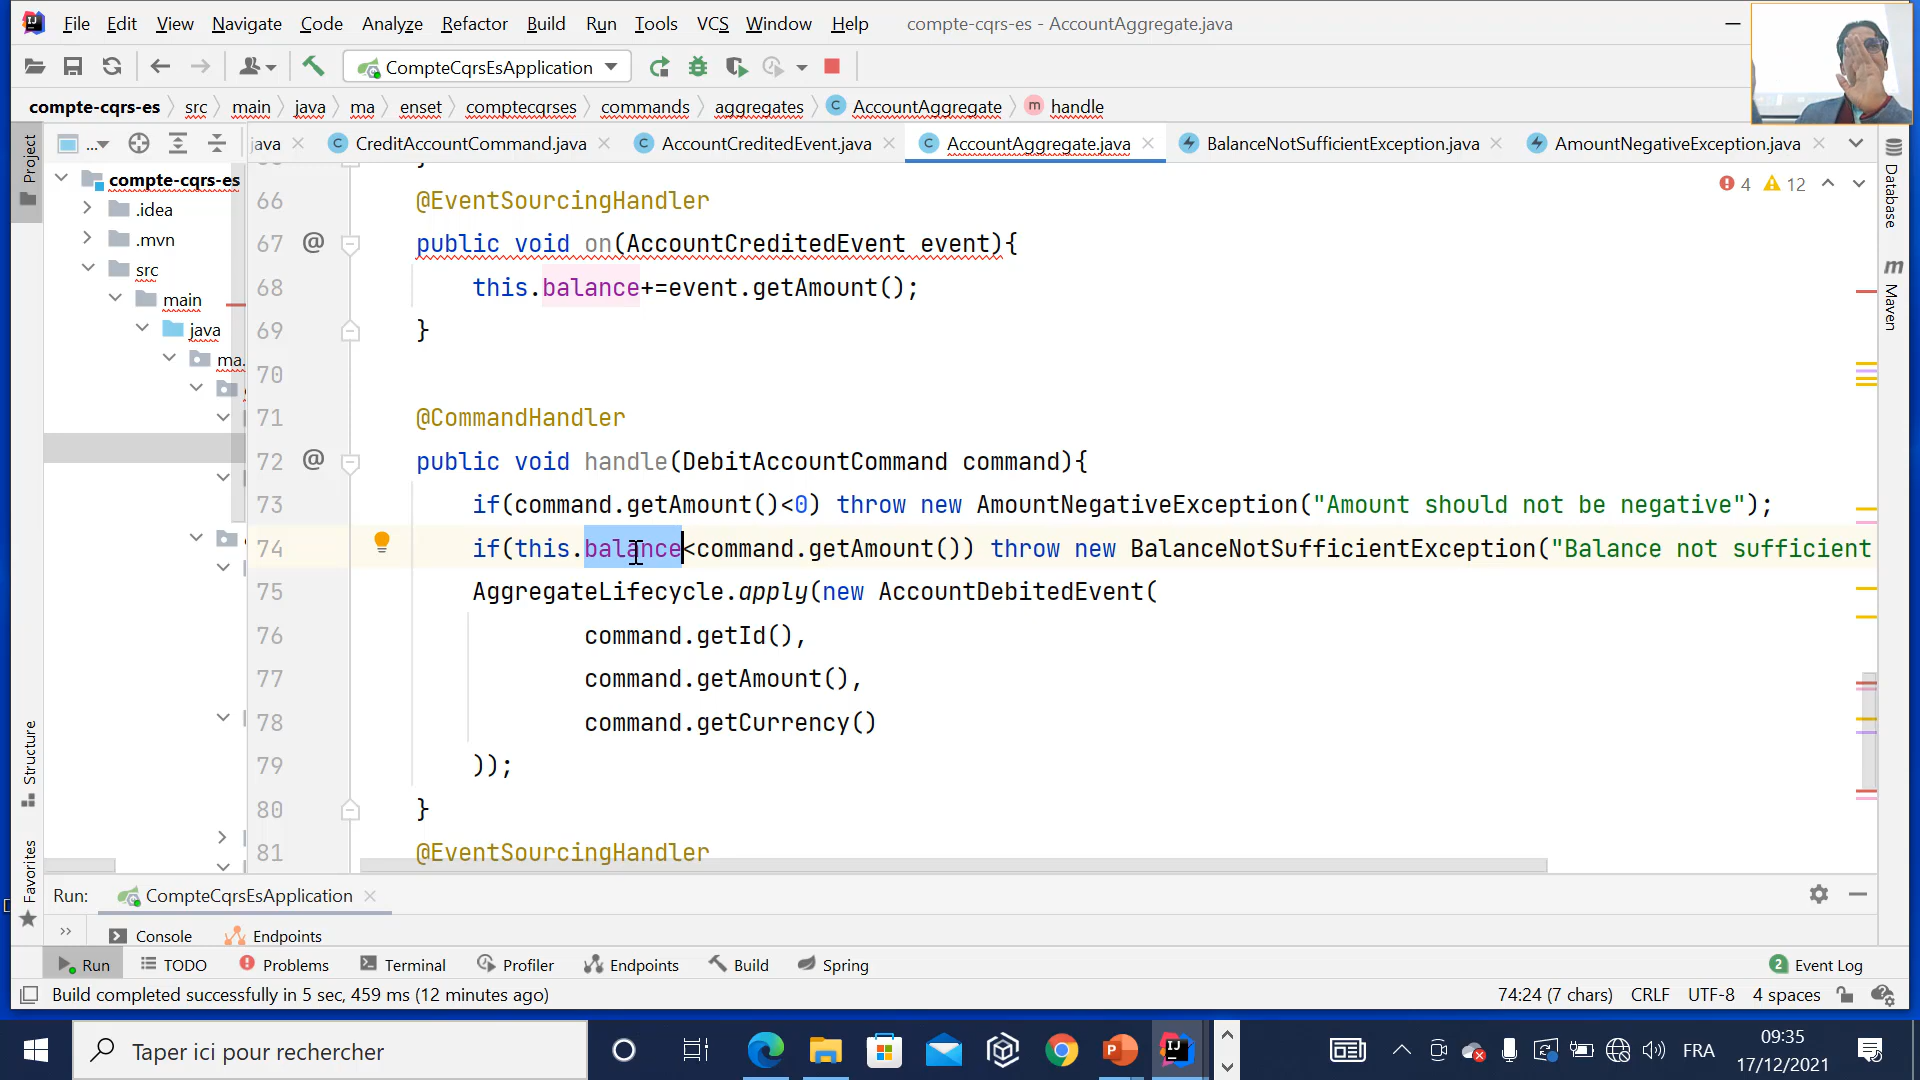 File Edit View Navigate Code Analyze Refactor Build Run Tools VCS Window Help compte-cqrs-es - AccountAggregate.java
CompteCqrsEsApplication
compte-cqrs-es src main java ma enset comptecqrses commands aggregates AccountAggregate handle
... java CreditAccountCommand.java AccountCreditedEvent.java AccountAggregate.java BalanceNotSufficientException.java AmountNegativeException.java
Project
compte-cqrs-es
.idea
.mvn
src
main
java
ma.
Structure
Favorites
Database
Maven
4 12
66 @EventSourcingHandler
67 public void on(AccountCreditedEvent event){
68 this.balance+=event.getAmount();
69 }
70
71 @CommandHandler
72 public void handle(DebitAccountCommand command){
73 if(command.getAmount()<0) throw new AmountNegativeException("Amount should not be negative");
74 if(this.balance<command.getAmount()) throw new BalanceNotSufficientException("Balance not sufficient
75 AggregateLifecycle.apply(new AccountDebitedEvent(
76 command.getId(),
77 command.getAmount(),
78 command.getCurrency()
79 ));
80 }
81 @EventSourcingHandler
Run: CompteCqrsEsApplication
Console Endpoints
Run TODO Problems Terminal Profiler Endpoints Build Spring 2 Event Log
Build completed successfully in 5 sec, 459 ms (12 minutes ago) 74:24 (7 chars) CRLF UTF-8 4 spaces
Taper ici pour rechercher FRA 09:35
17/12/2021